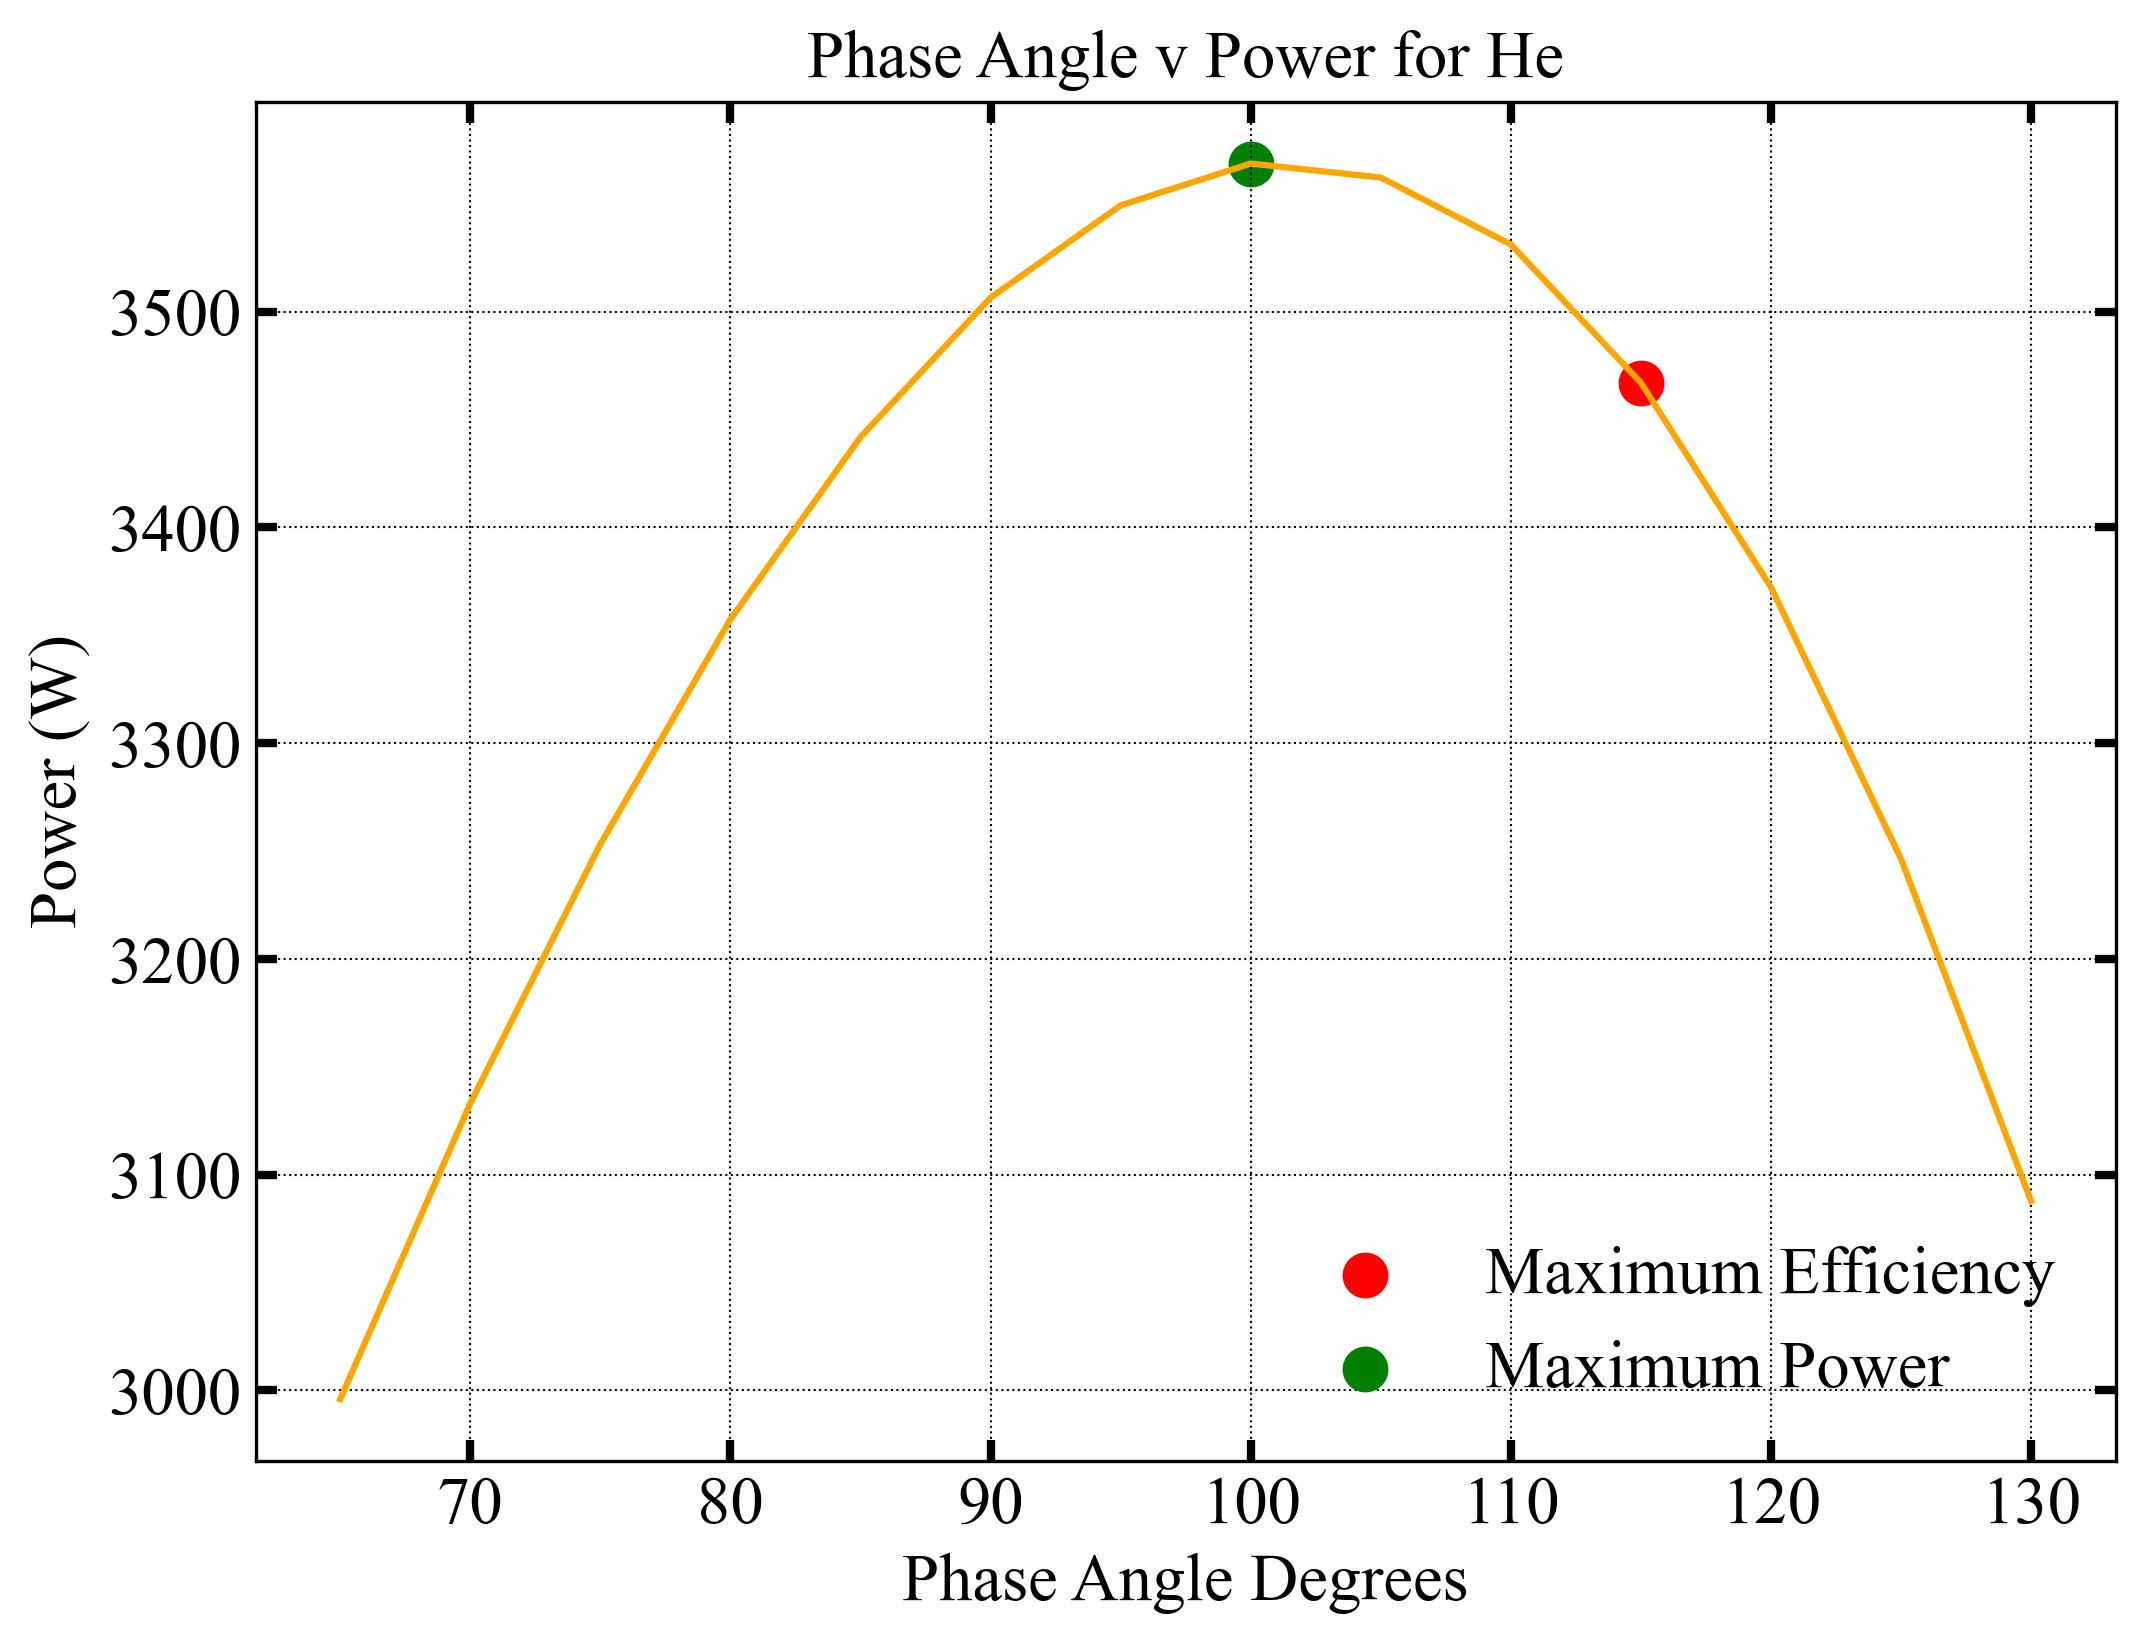 Phase Angle v Power for He
Power (W)
3500
3400
3300
3200
3100
3000
Maximum Efficiency
Maximum Power
70 80 90 100 110 120 130
Phase Angle Degrees